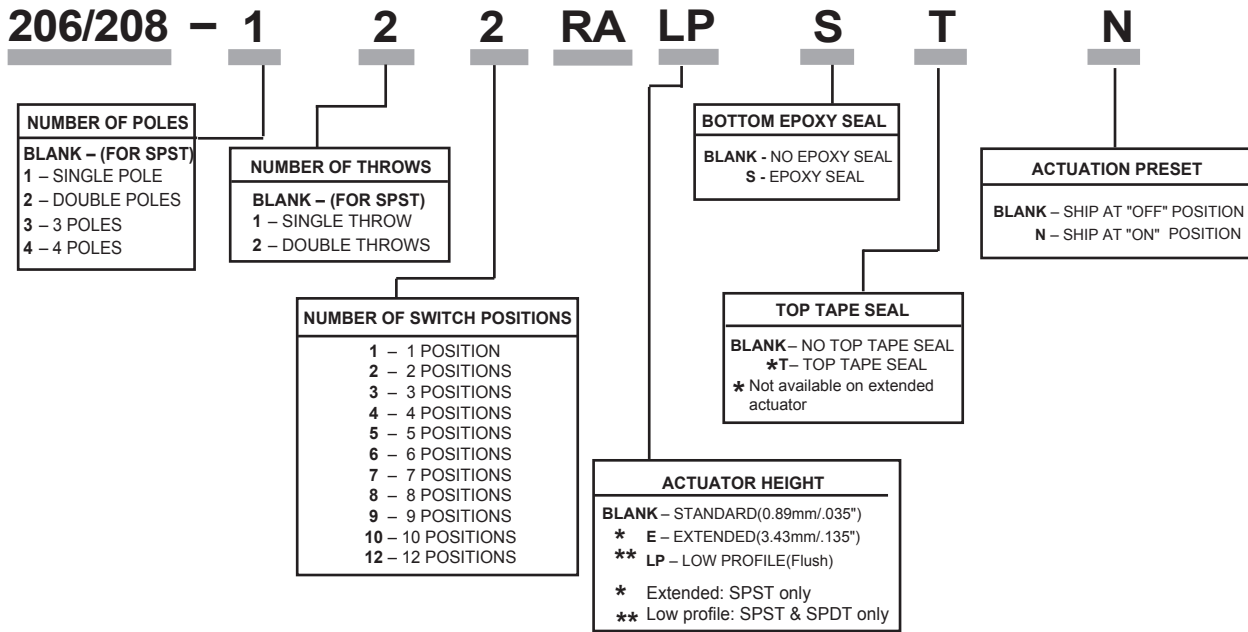 206/208 – 1 2 2 RA LP S T N
NUMBER OF POLES
BLANK – (FOR SPST)
1 – SINGLE POLE
2 – DOUBLE POLES
3 – 3 POLES
4 – 4 POLES
NUMBER OF THROWS
BLANK – (FOR SPST)
1 – SINGLE THROW
2 – DOUBLE THROWS
NUMBER OF SWITCH POSITIONS
1 – 1 POSITION
2 – 2 POSITIONS
3 – 3 POSITIONS
4 – 4 POSITIONS
5 – 5 POSITIONS
6 – 6 POSITIONS
7 – 7 POSITIONS
8 – 8 POSITIONS
9 – 9 POSITIONS
10 – 10 POSITIONS
12 – 12 POSITIONS
ACTUATOR HEIGHT
BLANK – STANDARD(0.89mm/.035")
* E – EXTENDED(3.43mm/.135")
** LP – LOW PROFILE(Flush)
* Extended: SPST only
** Low profile: SPST & SPDT only
BOTTOM EPOXY SEAL
BLANK - NO EPOXY SEAL
S - EPOXY SEAL
TOP TAPE SEAL
BLANK – NO TOP TAPE SEAL
*T– TOP TAPE SEAL
* Not available on extended
actuator
ACTUATION PRESET
BLANK – SHIP AT "OFF" POSITION
N – SHIP AT "ON" POSITION